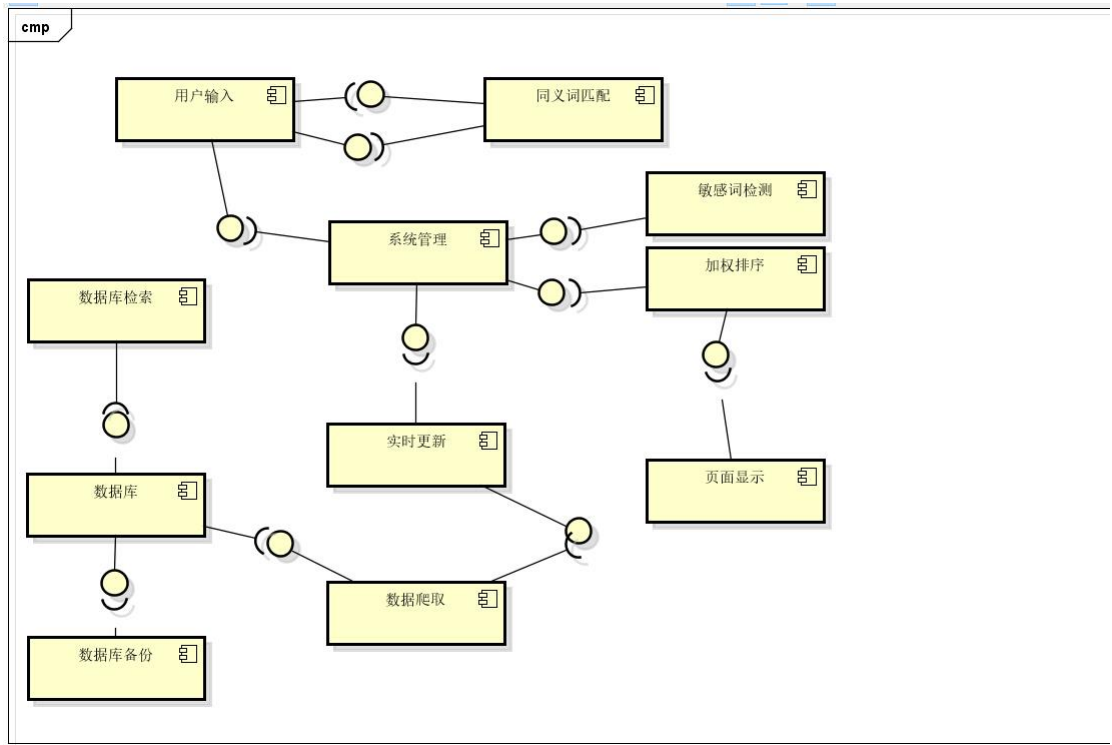 cmp
用户输入
同义词匹配
敏感词检测
系统管理
加权排序
数据库检索
实时更新
页面显示
数据库
数据爬取
数据库备份